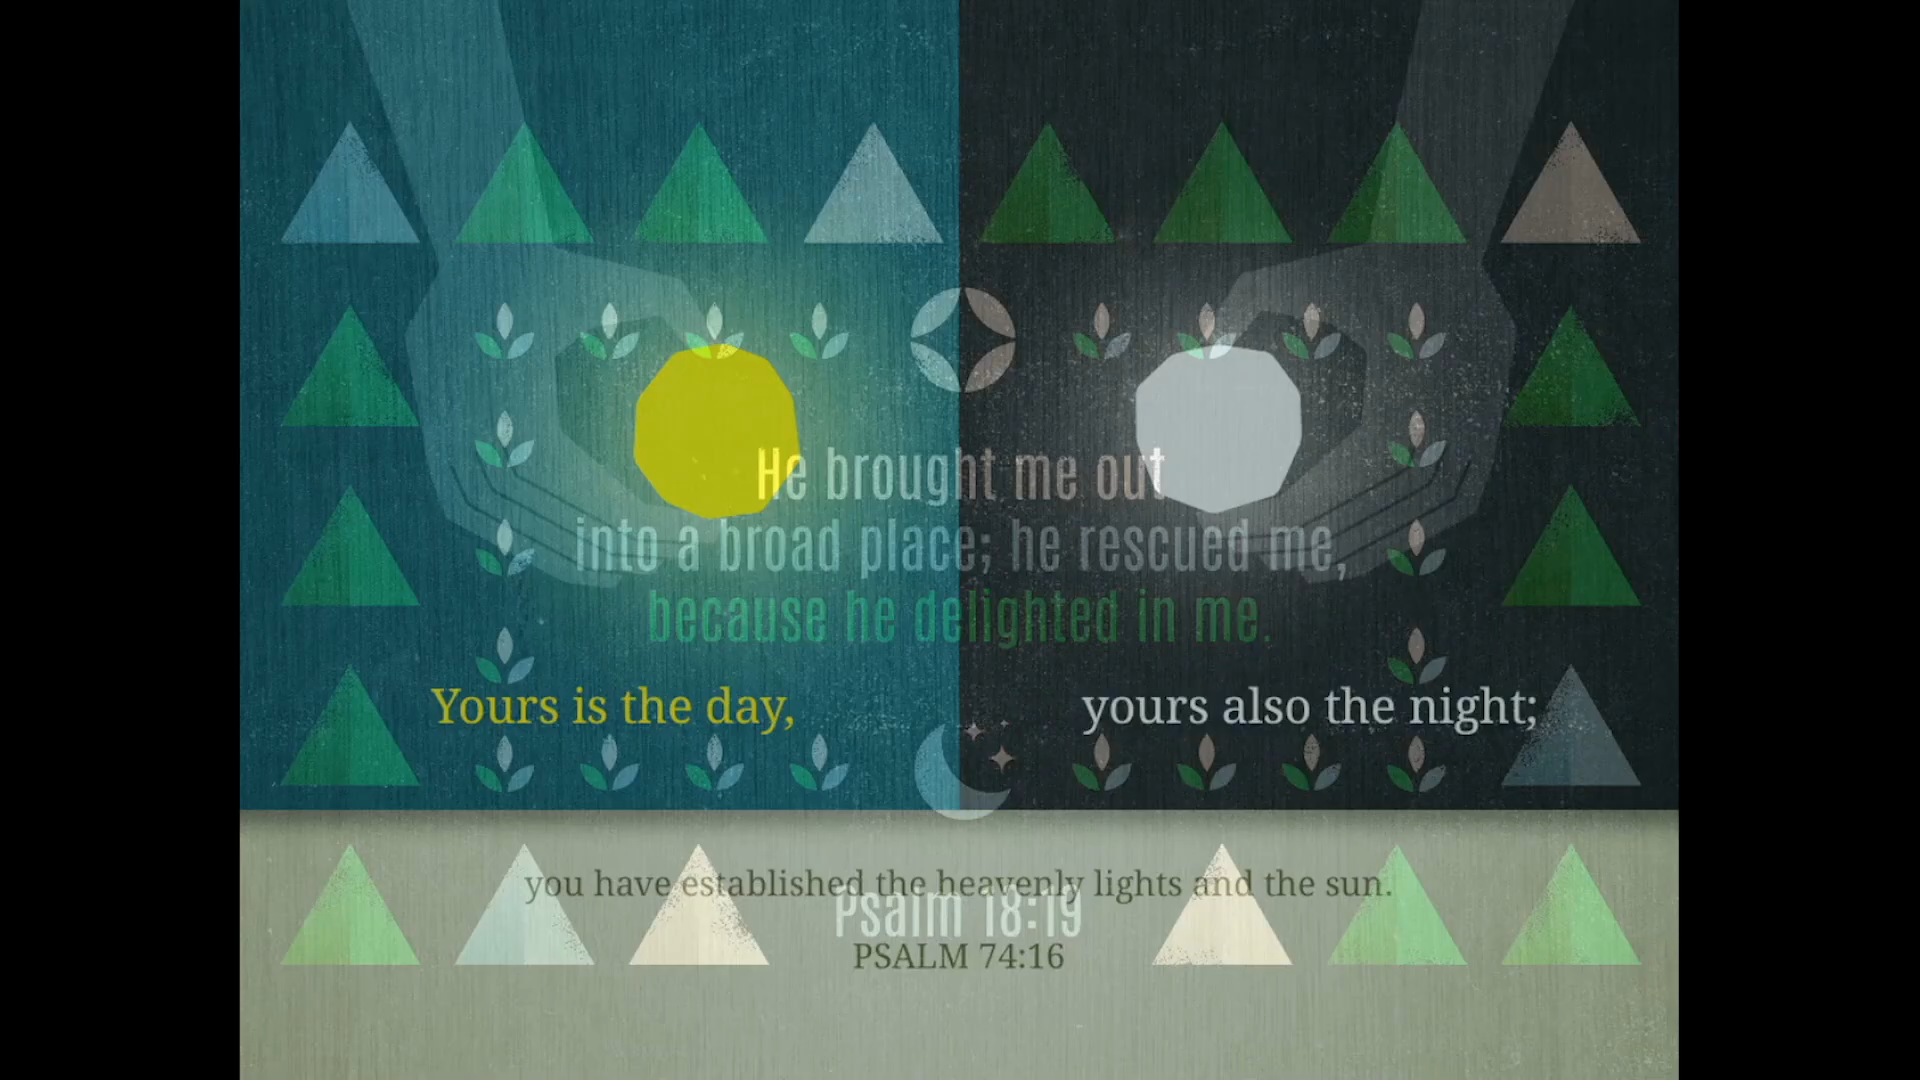 He brought me out
into a broad place; he rescued me,
because he delighted in me.
Yours is the day,
yours also the night;
you have established the heavenly lights and the sun.
Psalm 18:19
PSALM 74:16